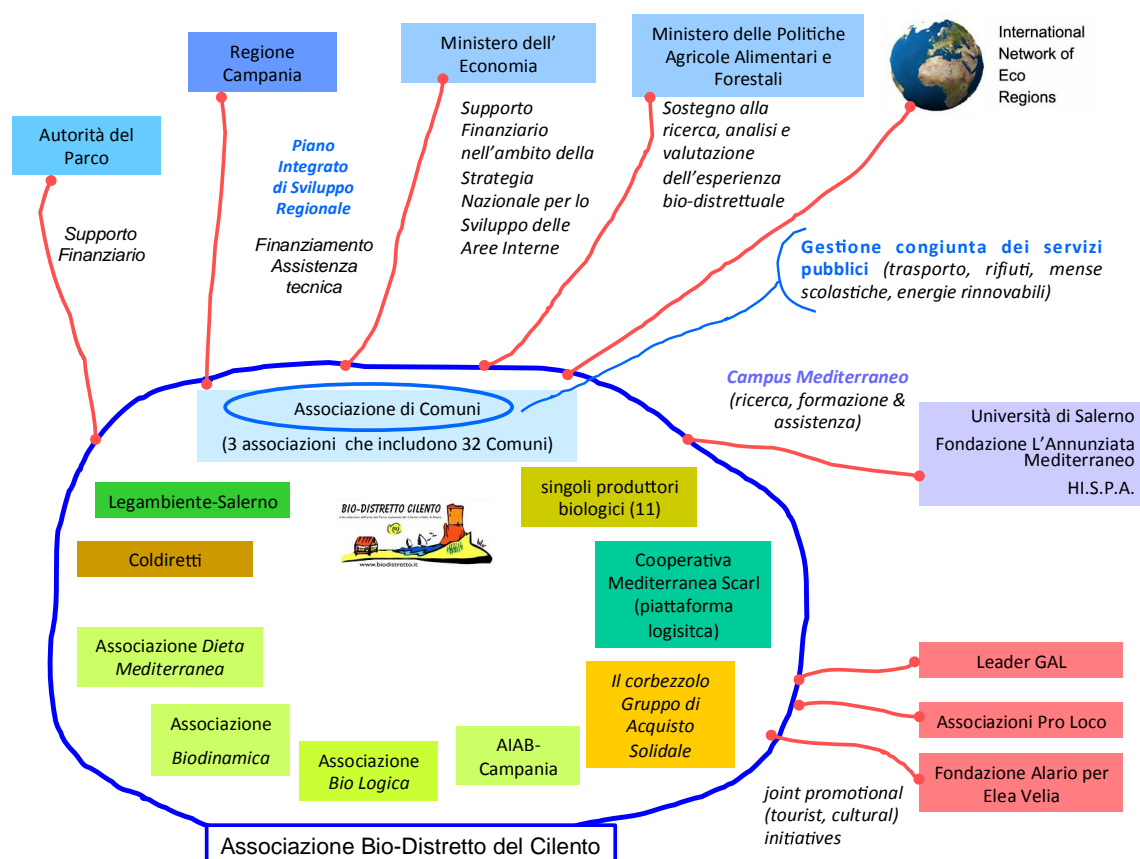 Regione
Campania
Ministero dell'
Economia
Ministero delle Politiche
Agricole Alimentari e
Forestali
International
Network of
Eco
Regions
Autorità del
Parco
Supporto
Finanziario
Piano
Integrato
di Sviluppo
Regionale
Finanziamento
Assistenza
tecnica
Supporto
Finanziario
nell'ambito della
Strategia
Nazionale per lo
Sviluppo delle
Aree Interne
Sostegno alla
ricerca, analisi e
valutazione
dell'esperienza
bio-distrettuale
Gestione congiunta dei servizi
pubblici (trasporto, rifiuti, mense
scolastiche, energie rinnovabili)
Campus Mediterraneo
(ricerca, formazione &
assistenza)
Università di Salerno
Fondazione L'Annunziata
Mediterraneo
HI.S.P.A.
Associazione di Comuni
(3 associazioni che includono 32 Comuni)
Legambiente-Salerno
BIO-DISTRETTO CILENTO
www.biodistretto.it
singoli produttori
biologici (11)
Coldiretti
Cooperativa
Mediterranea Scarl
(piattaforma
logisitca)
Associazione Dieta
Mediterranea
Il corbezzolo
Gruppo di
Acquisto
Solidale
Associazione
Biodinamica
Associazione
Bio Logica
AIAB-
Campania
Leader GAL
Associazioni Pro Loco
Fondazione Alario per
Elea Velia
joint promotional
(tourist, cultural)
initiatives
Associazione Bio-Distretto del Cilento